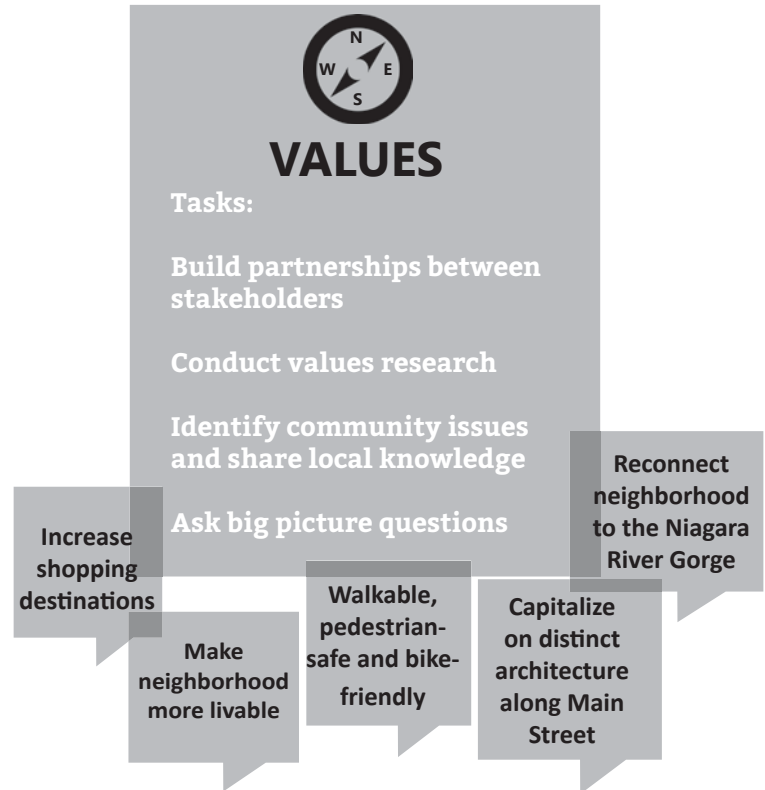 N
W E
S
VALUES
Tasks:
Build partnerships between
stakeholders
Conduct values research
Identify community issues
and share local knowledge
Ask big picture questions
Increase
shopping
destinations
Make
neighborhood
more livable
Walkable,
pedestrian-
safe and bike-
friendly
Capitalize
on distinct
architecture
along Main
Street
Reconnect
neighborhood
to the Niagara
River Gorge